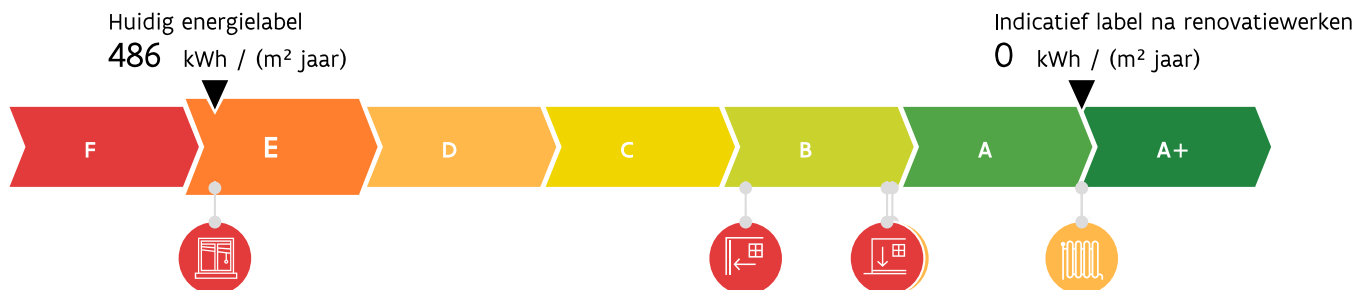 Huidig energielabel
486 kWh / (m² jaar)
Indicatief label na renovatiewerken
0 kWh / (m² jaar)
F E D C B A A+